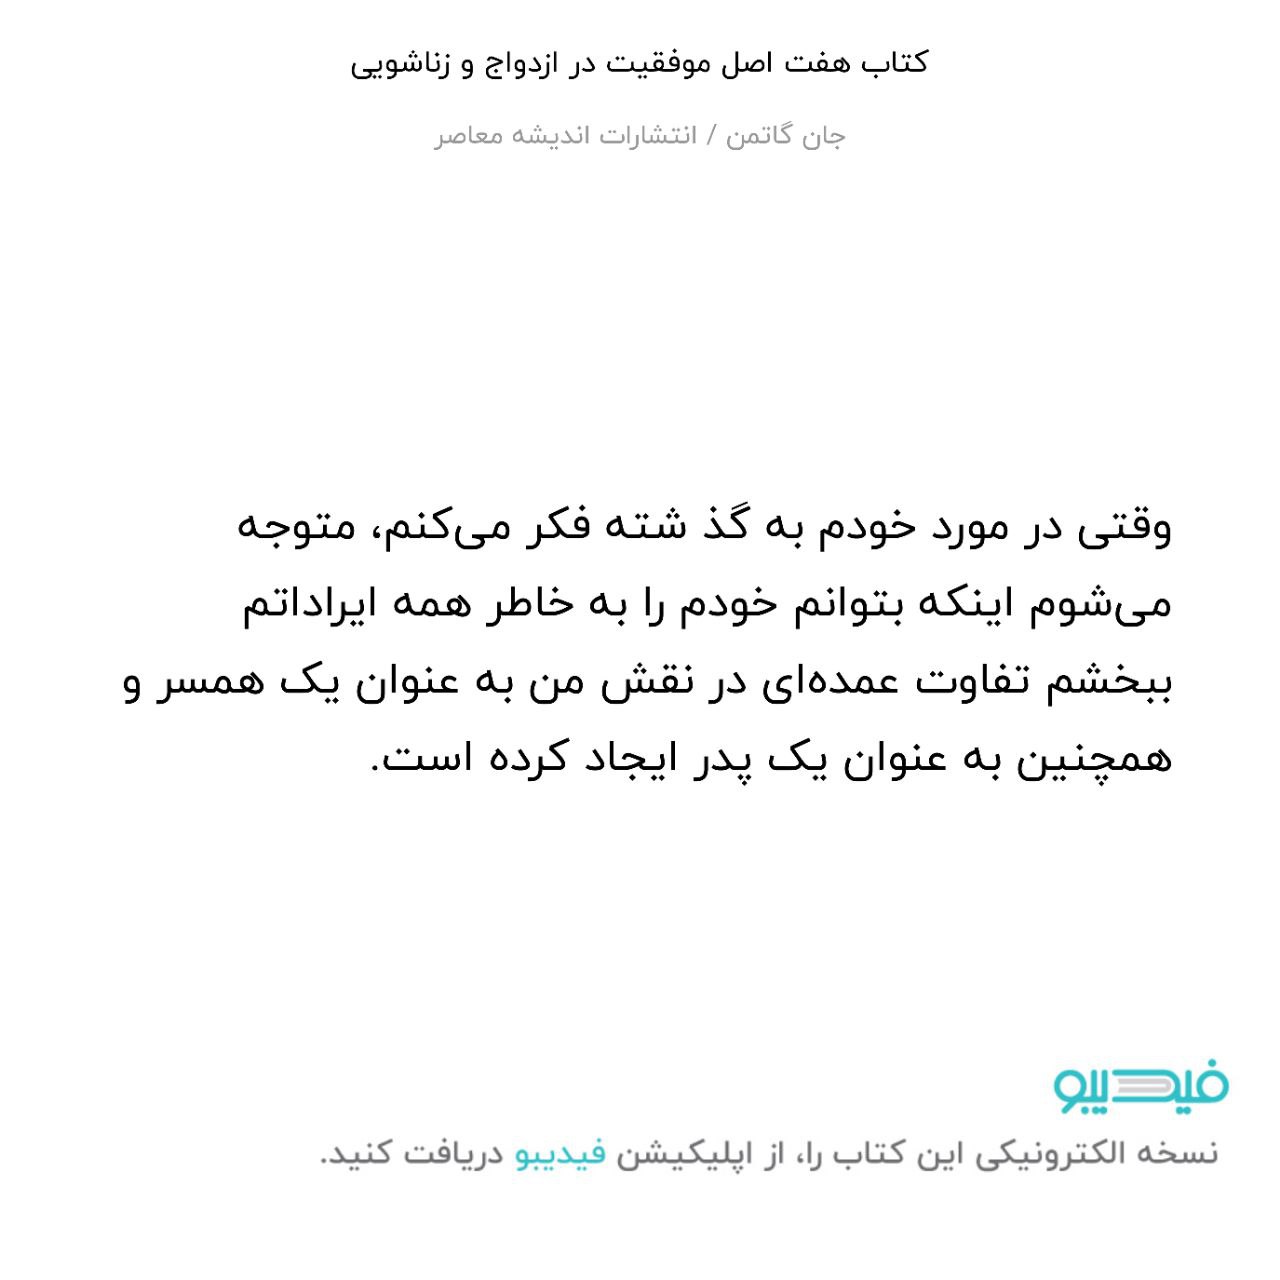 کتاب هفت اصل موفقیت در ازدواج و زناشویی
جان گاتمن / انتشارات اندیشه معاصر
وقتی در مورد خودم به گذ شته فکر می‌کنم، متوجه
می‌شوم اینکه بتوانم خودم را به خاطر همه ایراداتم
ببخشم تفاوت عمده‌ای در نقش من به عنوان یک همسر و
همچنین به عنوان یک پدر ایجاد کرده است.
فیدیبو
نسخه الکترونیکی این کتاب را، از اپلیکیشن فیدیبو دریافت کنید.